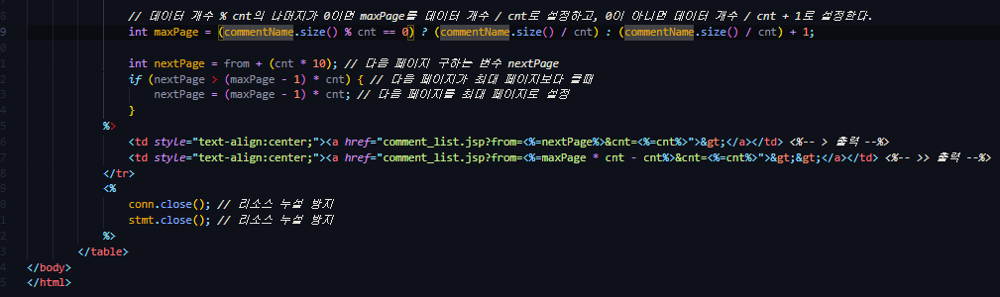 // 데이터 개수 % cnt의 나머지가 0이면 maxPage를 데이터 개수 / cnt로 설정하고, 0이 아니면 데이터 개수 / cnt + 1로 설정한다.
int maxPage = (commentName.size() % cnt == 0) ? (commentName.size() / cnt) : (commentName.size() / cnt) + 1;
int nextPage = from + (cnt * 10); // 다음 페이지 구하는 변수 nextPage
if (nextPage > (maxPage - 1) * cnt) { // 다음 페이지가 최대 페이지보다 클때
nextPage = (maxPage - 1) * cnt; // 다음 페이지를 최대 페이지로 설정
}
%>
<td style="text-align:center;"><a href="comment_list.jsp?from=<%=nextPage%>&cnt=<%=cnt%>">&gt;</a></td> <%-- > 출력 --%>
<td style="text-align:center;"><a href="comment_list.jsp?from=<%=maxPage * cnt - cnt%>&cnt=<%=cnt%>">&gt;&gt;</a></td> <%-- >> 출력 --%>
</tr>
<%
conn.close(); // 리소스 누설 방지
stmt.close(); // 리소스 누설 방지
%>
</table>
</body>
</html>